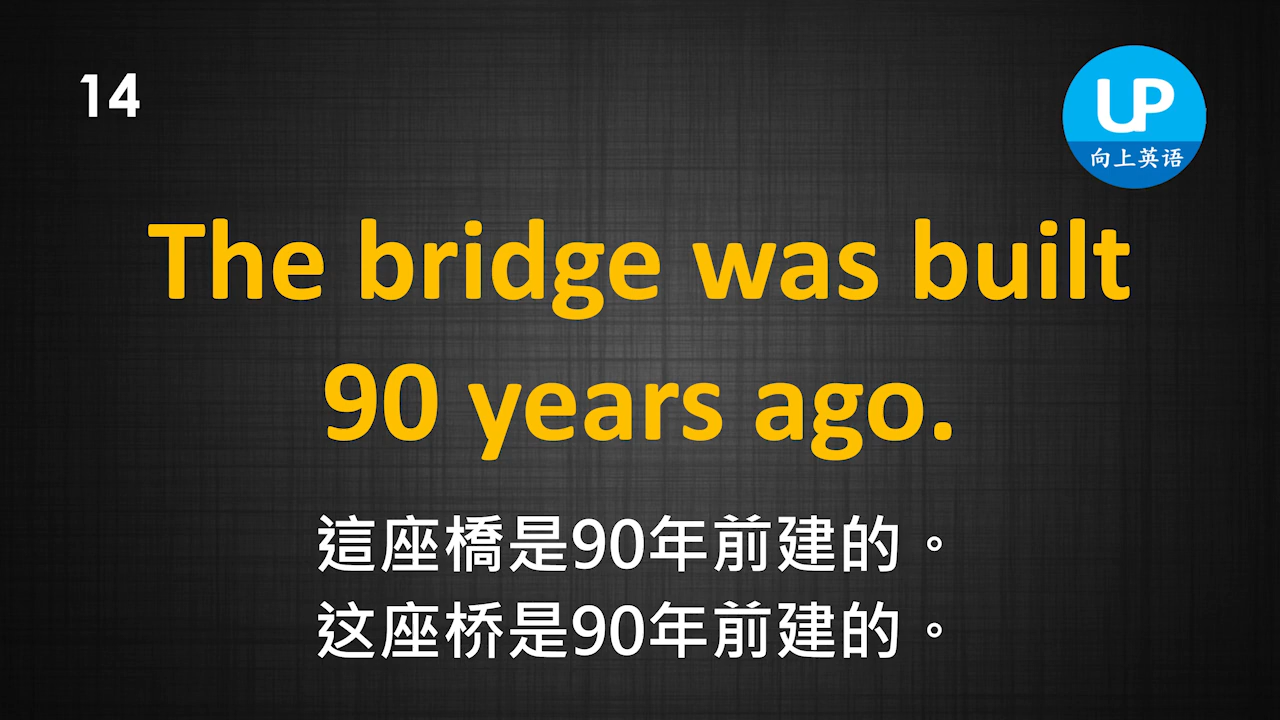 14
UP
向上英语
The bridge was built
90 years ago.
這座橋是90年前建的。
这座桥是90年前建的。